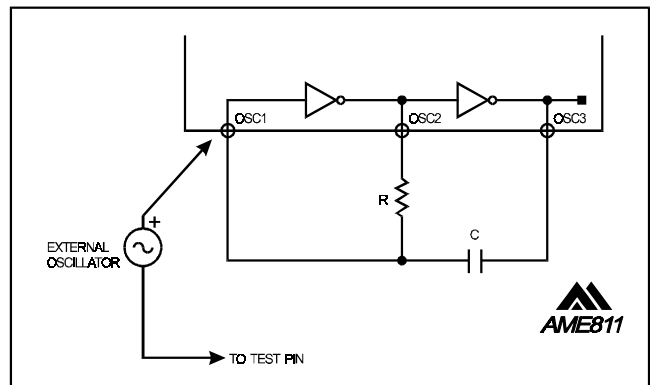 OSC1
OSC2
OSC3
R
C
+
EXTERNAL
OSCILLATOR
TO TEST PIN
AME811